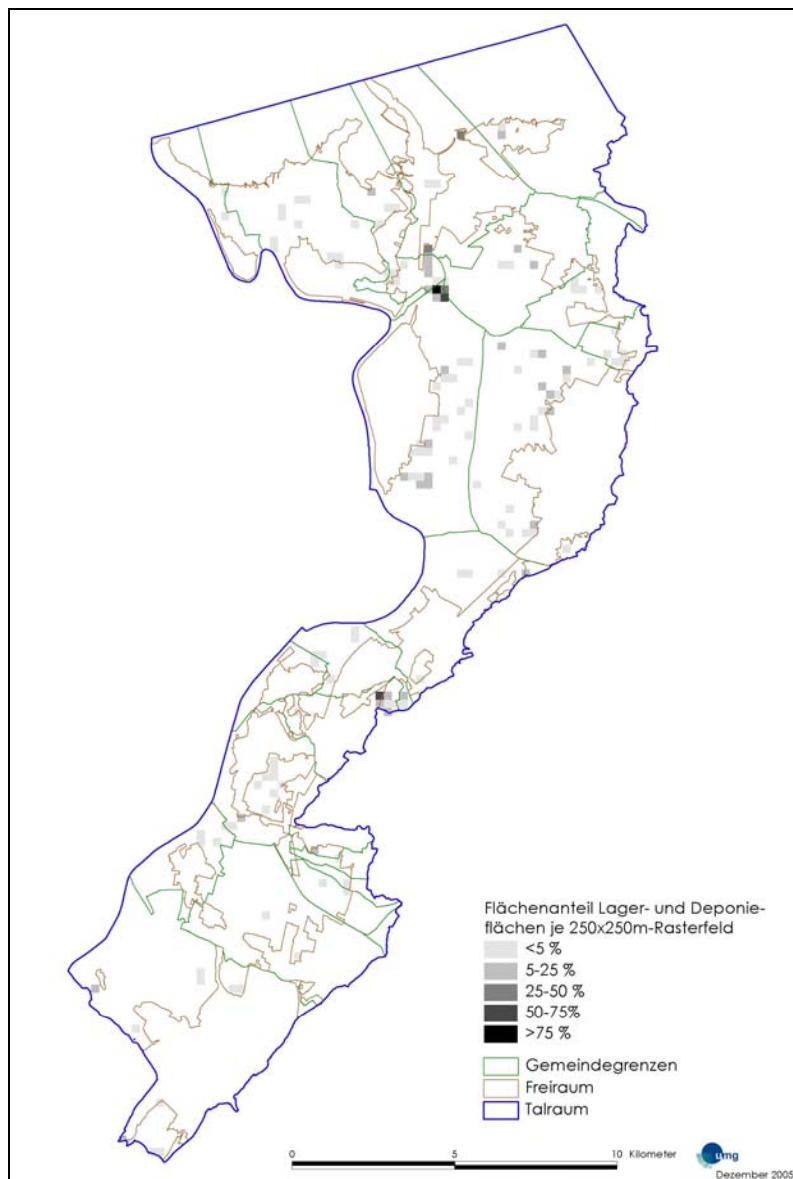 Flächenanteil Lager- und Deponie-
flächen je 250x250m-Rasterfeld
<5 %
5-25 %
25-50 %
50-75%
>75 %
Gemeindegrenzen
Freiraum
Talraum
0 5 Kilometer 10
umg
Dezember 2005